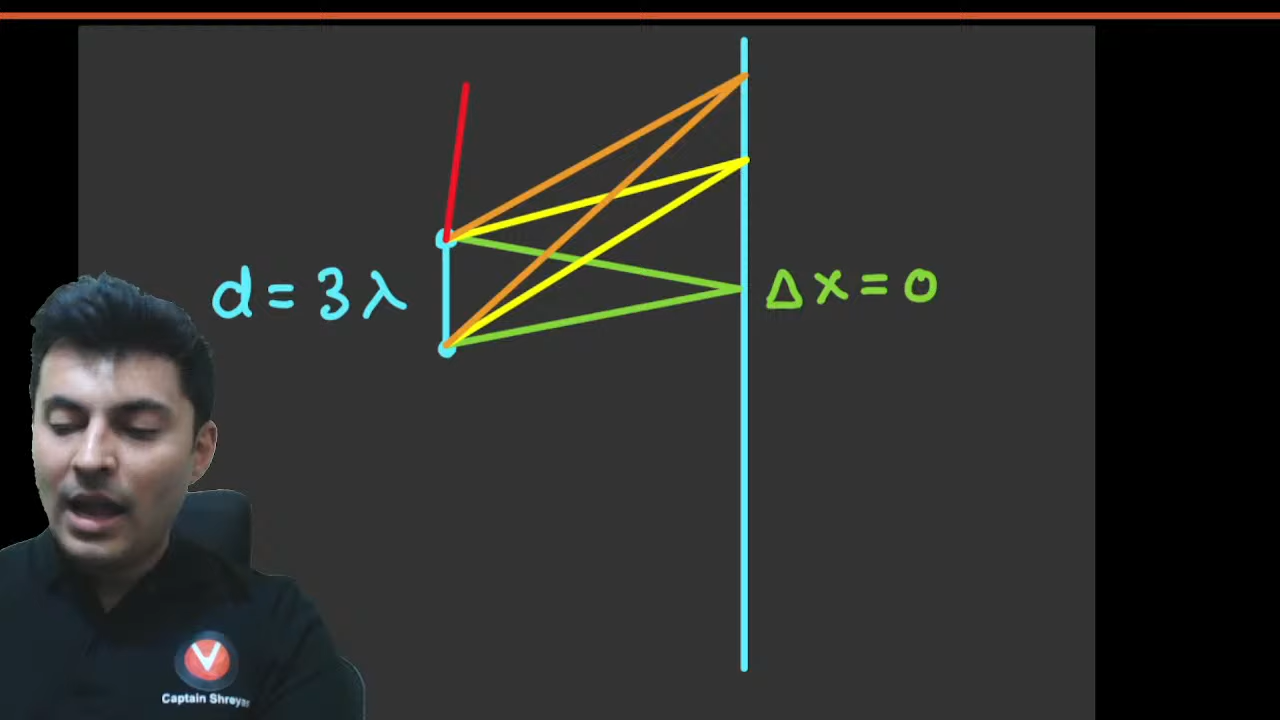 d = 3λ
Δx = 0
V
Captain Shreyas